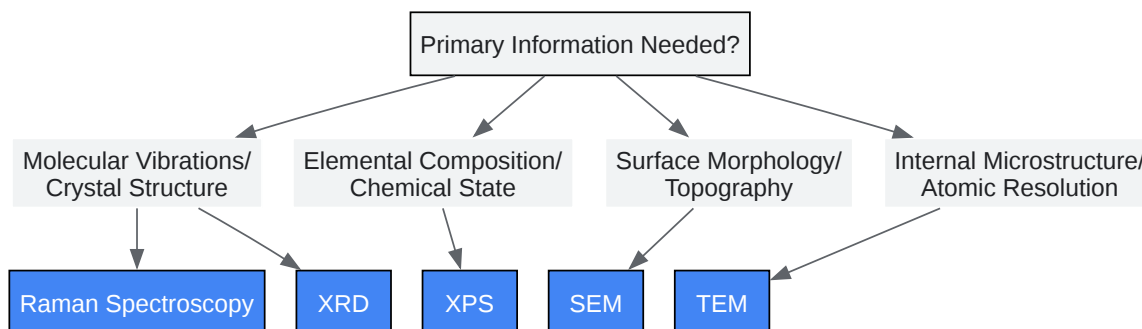 Primary Information Needed?
Molecular Vibrations/
Crystal Structure
Elemental Composition/
Chemical State
Surface Morphology/
Topography
Internal Microstructure/
Atomic Resolution
Raman Spectroscopy
XRD
XPS
SEM
TEM